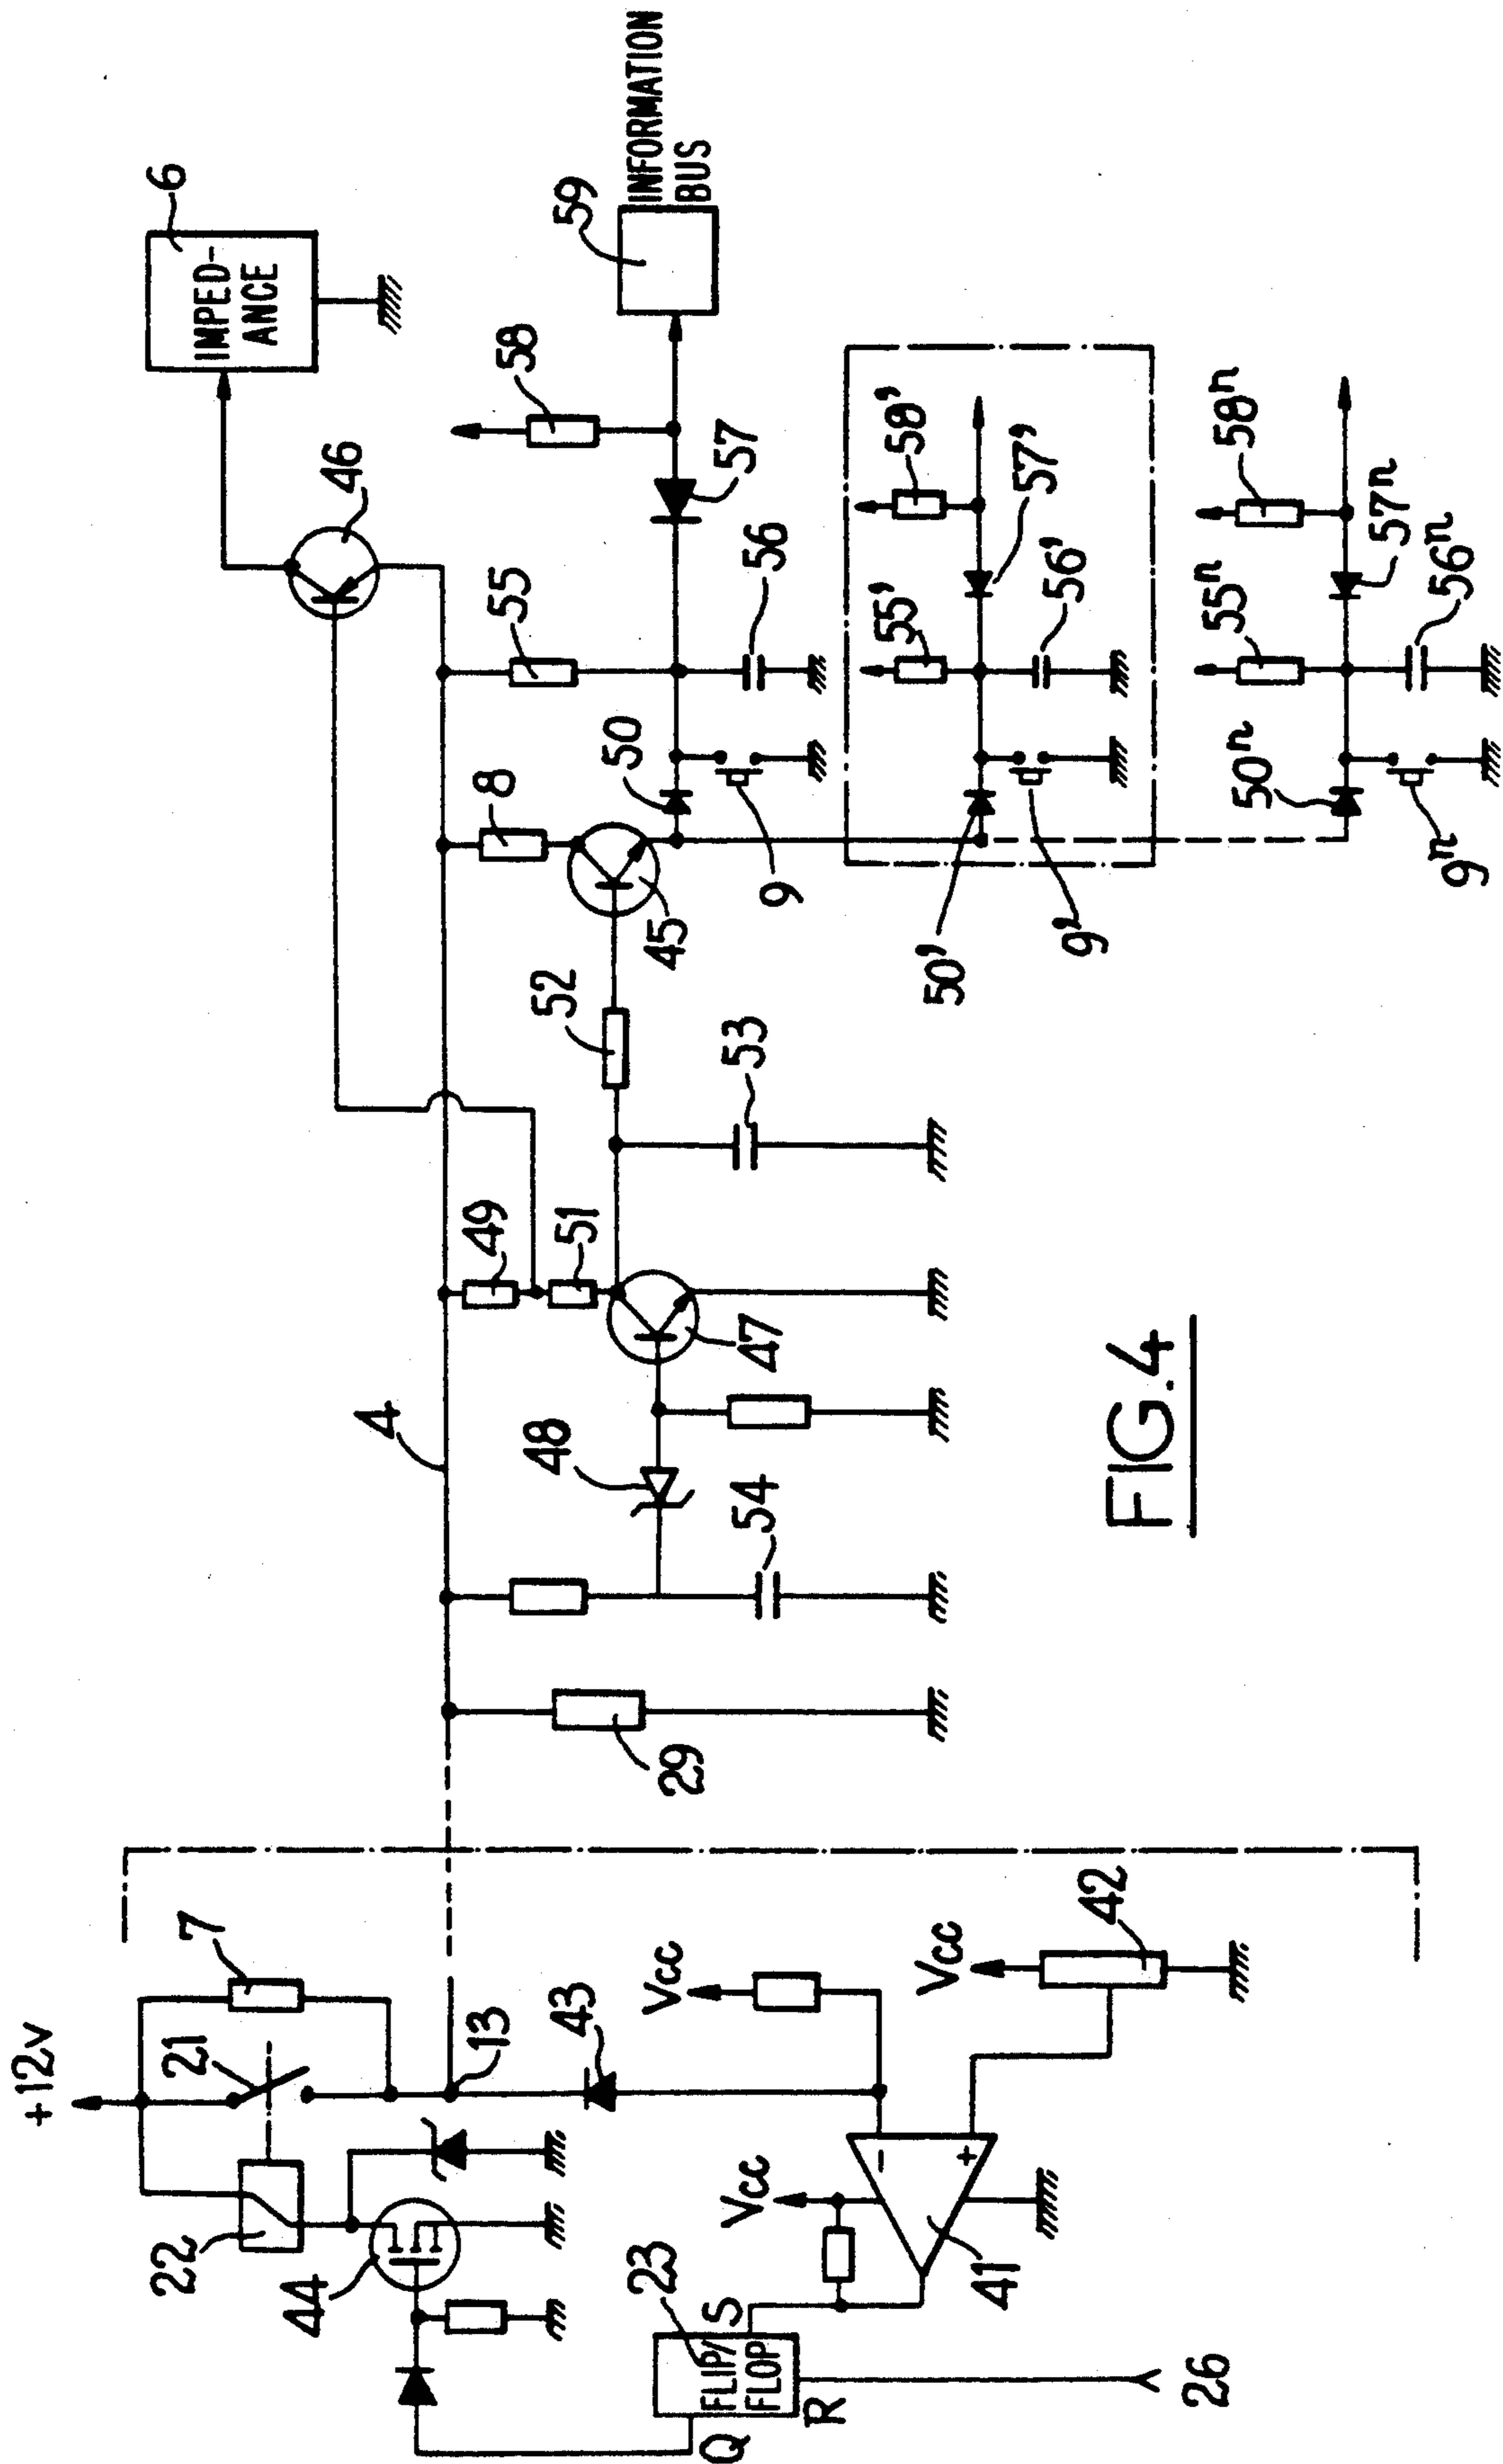 +12v
7
21
22
13
44
43
Vcc
Vcc
Vcc
42
41
23
FLIP/
FLOP
S
Q
R
26
4
29
54
48
49
51
47
53
52
45
8
50
9
55
56
57
58
46
6
IMPED-
ANCE
59
INFORMATION
BUS
50'
9'
55'
56'
57'
58'
50n
9n
55n
56n
57n
58n
FIG.4